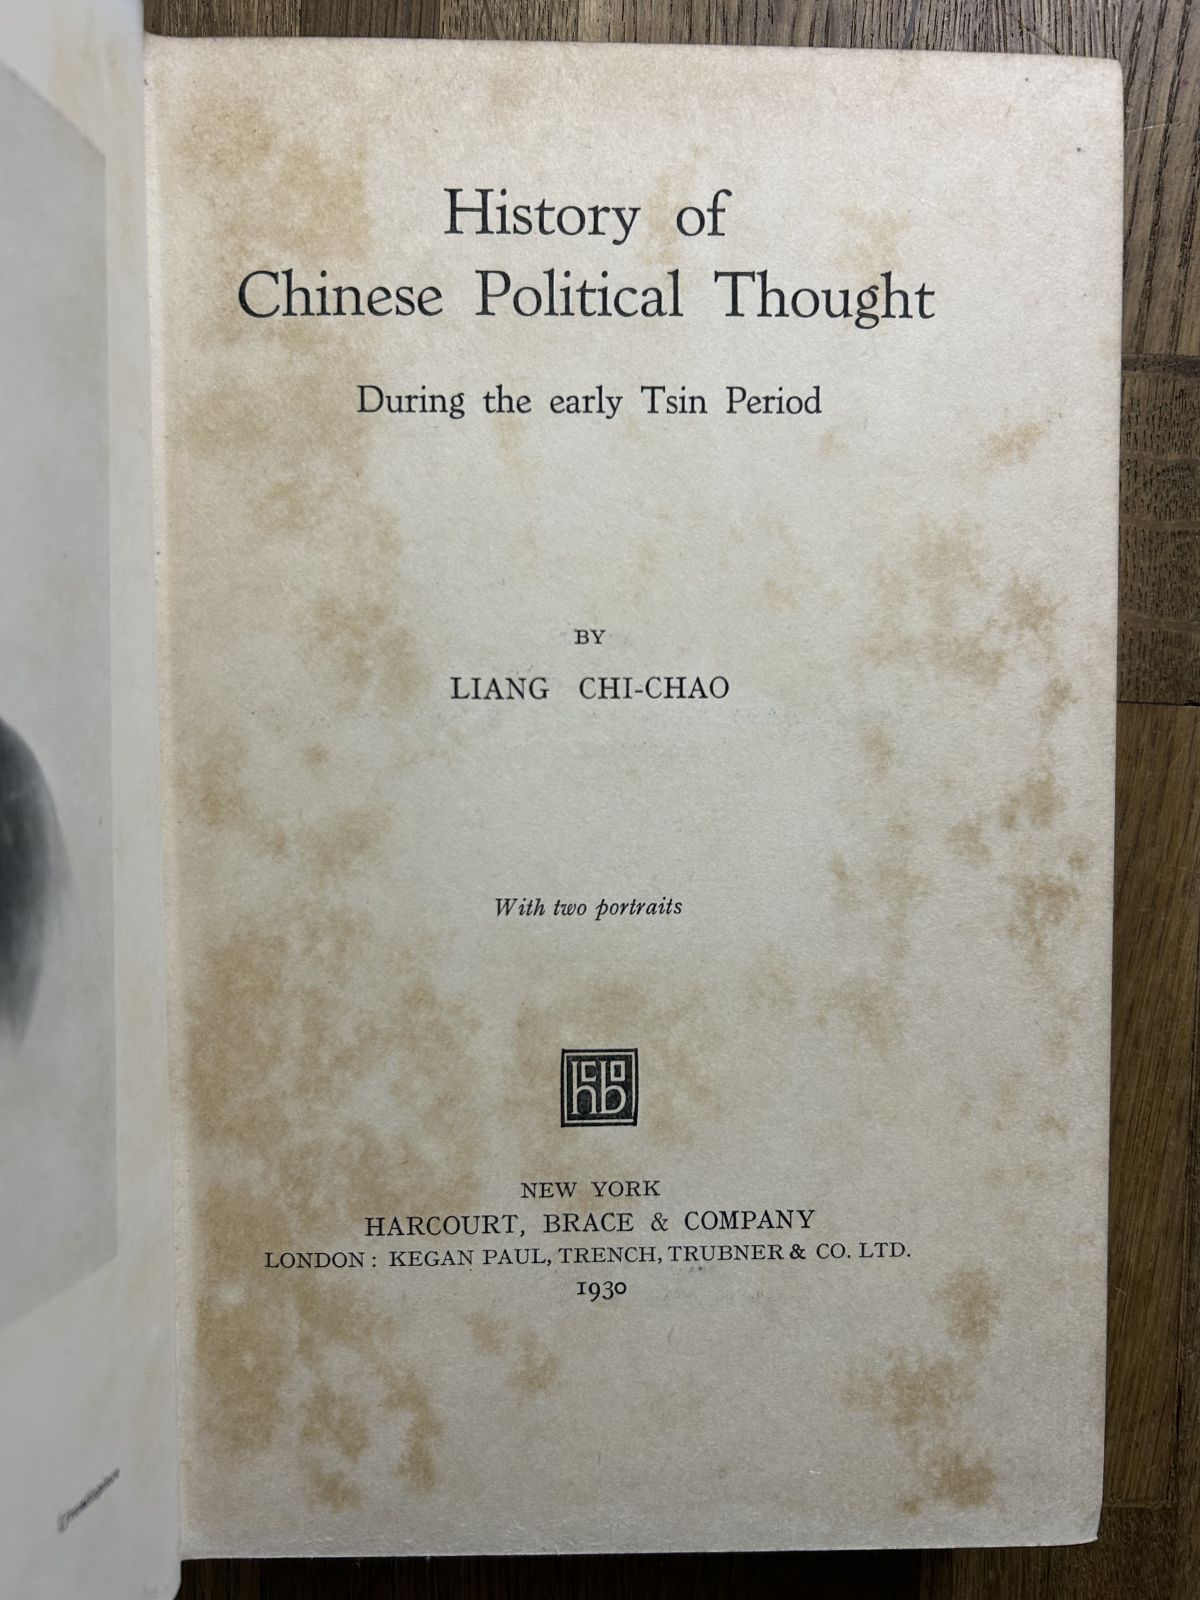 History of
Chinese Political Thought
During the early Tsin Period
BY
LIANG CHI-CHAO
With two portraits
hcbo
NEW YORK
HARCOURT, BRACE & COMPANY
LONDON: KEGAN PAUL, TRENCH, TRUBNER & CO. LTD.
1930